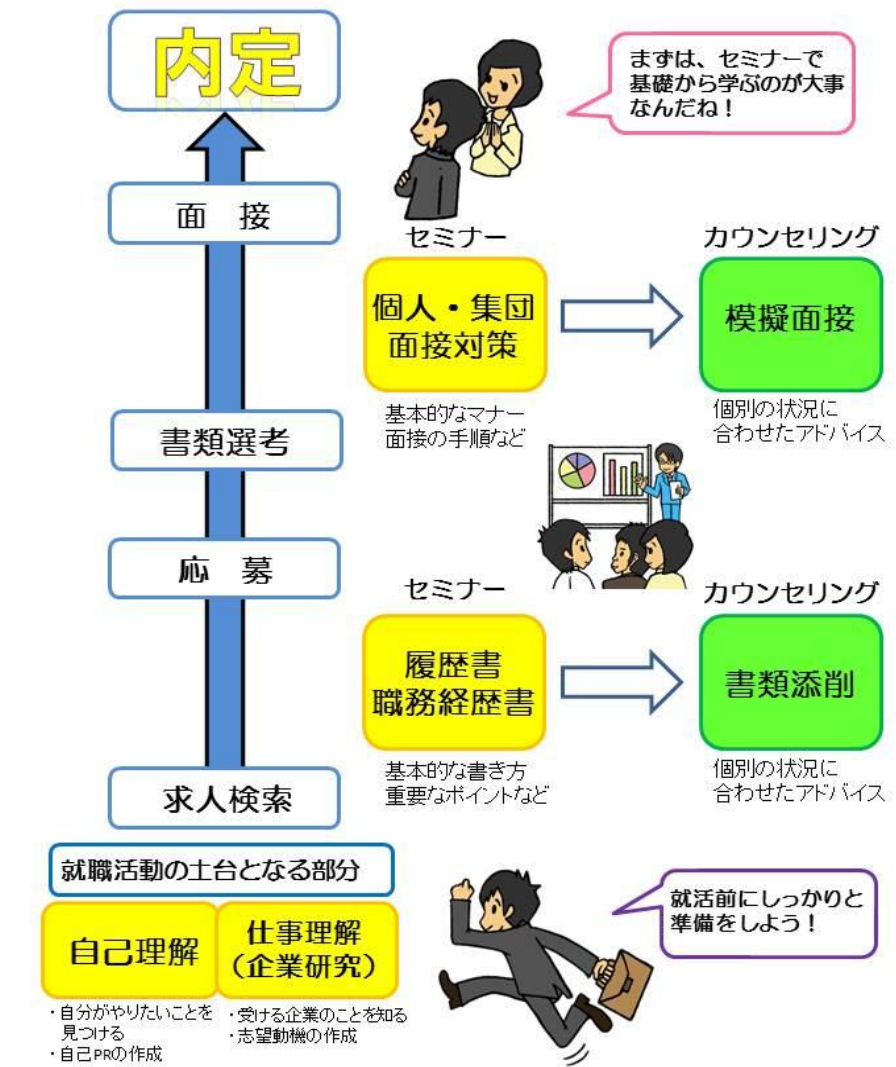 内定
まずは、セミナーで
基礎から学ぶのが大事
なんだね！
面　接
セミナー
個人・集団
面接対策
基本的なマナー
面接の手順など
カウンセリング
模擬面接
個別の状況に
合わせたアドバイス
書類選考
応　募
セミナー
履歴書
職務経歴書
基本的な書き方
重要なポイントなど
カウンセリング
書類添削
個別の状況に
合わせたアドバイス
求人検索
就職活動の土台となる部分
自己理解
・自分がやりたいことを
見つける
・自己PRの作成
仕事理解
（企業研究）
・受ける企業のことを知る
・志望動機の作成
就活前にしっかりと
準備をしよう！